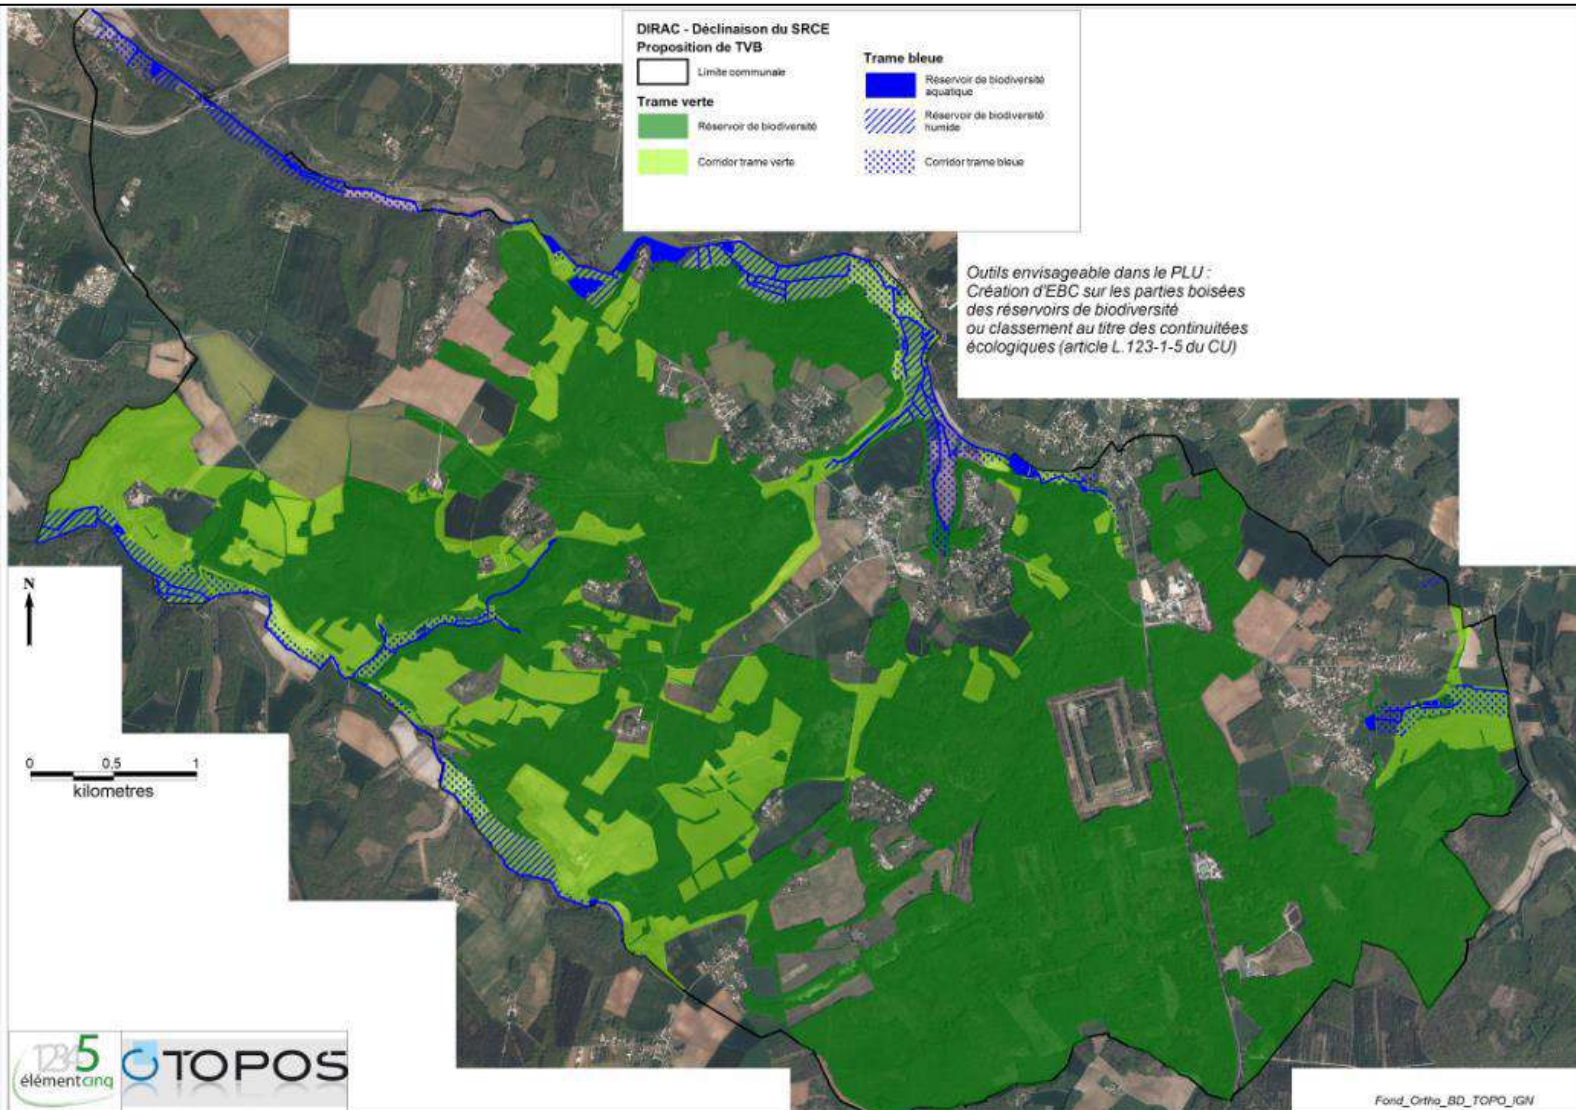 DIRAC - Déclinaison du SRCE
Proposition de TVB
Limite communale
Trame verte
Réservoir de biodiversité
Corridor trame verte
Trame bleue
Réservoir de biodiversité
aquatique
Réservoir de biodiversité
humide
Corridor trame bleue
Outils envisageable dans le PLU :
Création d'EBC sur les parties boisées
des réservoirs de biodiversité
ou classement au titre des continuitées
écologiques (article L.123-1-5 du CU)
N
0 0,5 1
kilometres
12345
élémentcinq
TOPOS
Fond_Ortho_BD_TOPO_IGN